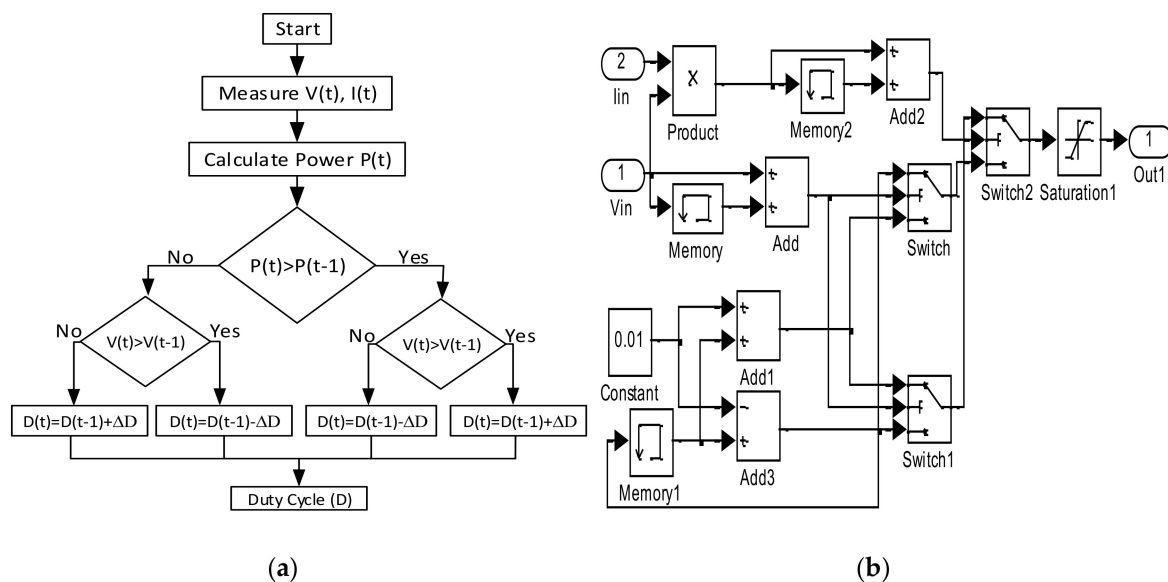 Start
Measure V(t), I(t)
Calculate Power P(t)
P(t)>P(t-1)
No
Yes
V(t)>V(t-1)
No
Yes
V(t)>V(t-1)
No
Yes
D(t)=D(t-1)+ΔD
D(t)=D(t-1)-ΔD
D(t)=D(t-1)-ΔD
D(t)=D(t-1)+ΔD
Duty Cycle (D)
(a)
2
Iin
X
Product
Memory2
+
+
Add2
1
Vin
Memory
+
+
Add
Switch
Switch2
Saturation1
1
Out1
0.01
Constant
+
+
Add1
Memory1
-
+
Add3
Switch1
(b)